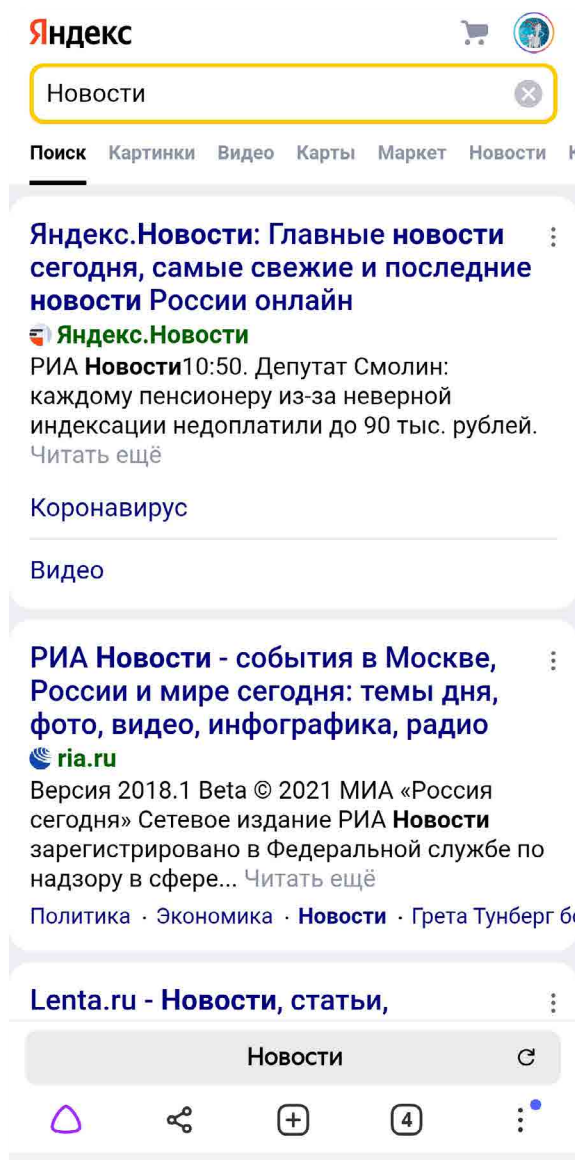 Яндекс
Новости
Поиск Картинки Видео Карты Маркет Новости
Яндекс.Новости: Главные новости
сегодня, самые свежие и последние
новости России онлайн
Яндекс.Новости
РИА Новости10:50. Депутат Смолин:
каждому пенсионеру из-за неверной
индексации недоплатили до 90 тыс. рублей.
Читать ещё
Коронавирус
Видео
РИА Новости - события в Москве,
России и мире сегодня: темы дня,
фото, видео, инфографика, радио
ria.ru
Версия 2018.1 Beta © 2021 МИА «Россия
сегодня» Сетевое издание РИА Новости
зарегистрировано в Федеральной службе по
надзору в сфере... Читать ещё
Политика · Экономика · Новости · Грета Тунберг
Lenta.ru - Новости, статьи,
Новости
4